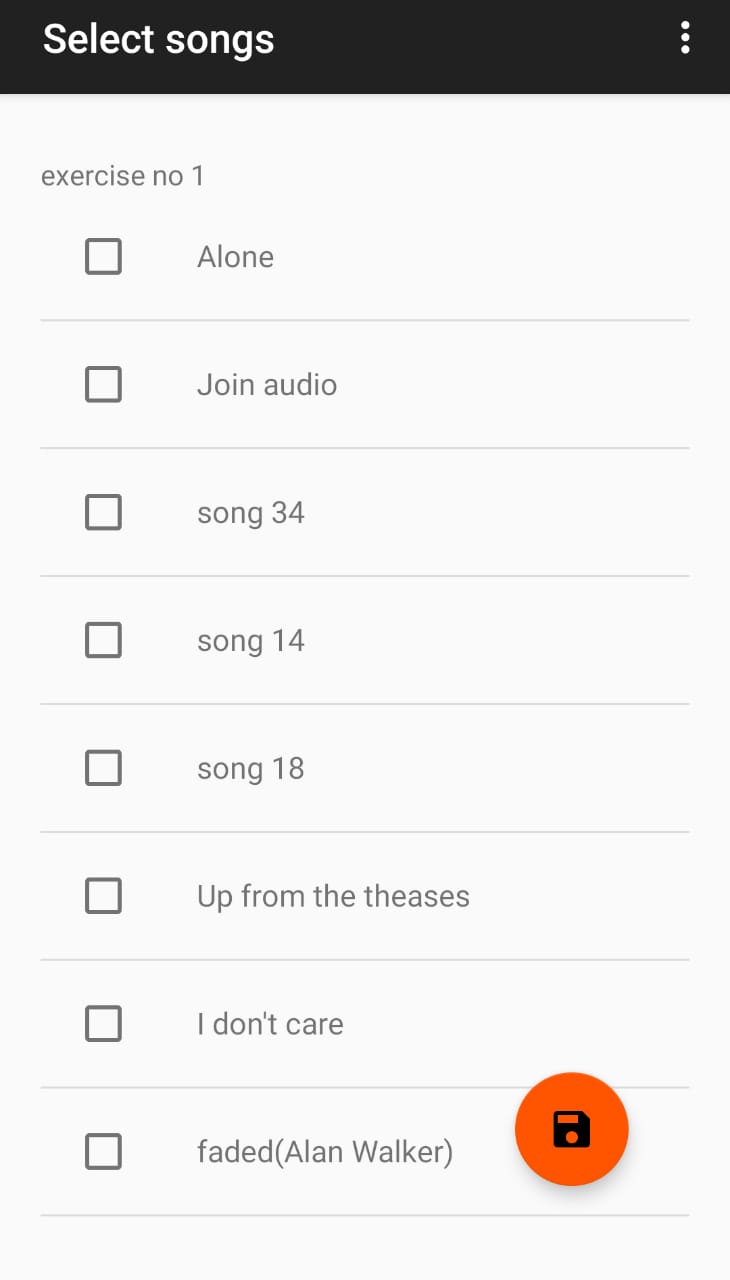 Select songs
exercise no 1
Alone
Join audio
song 34
song 14
song 18
Up from the theases
I don't care
faded(Alan Walker)